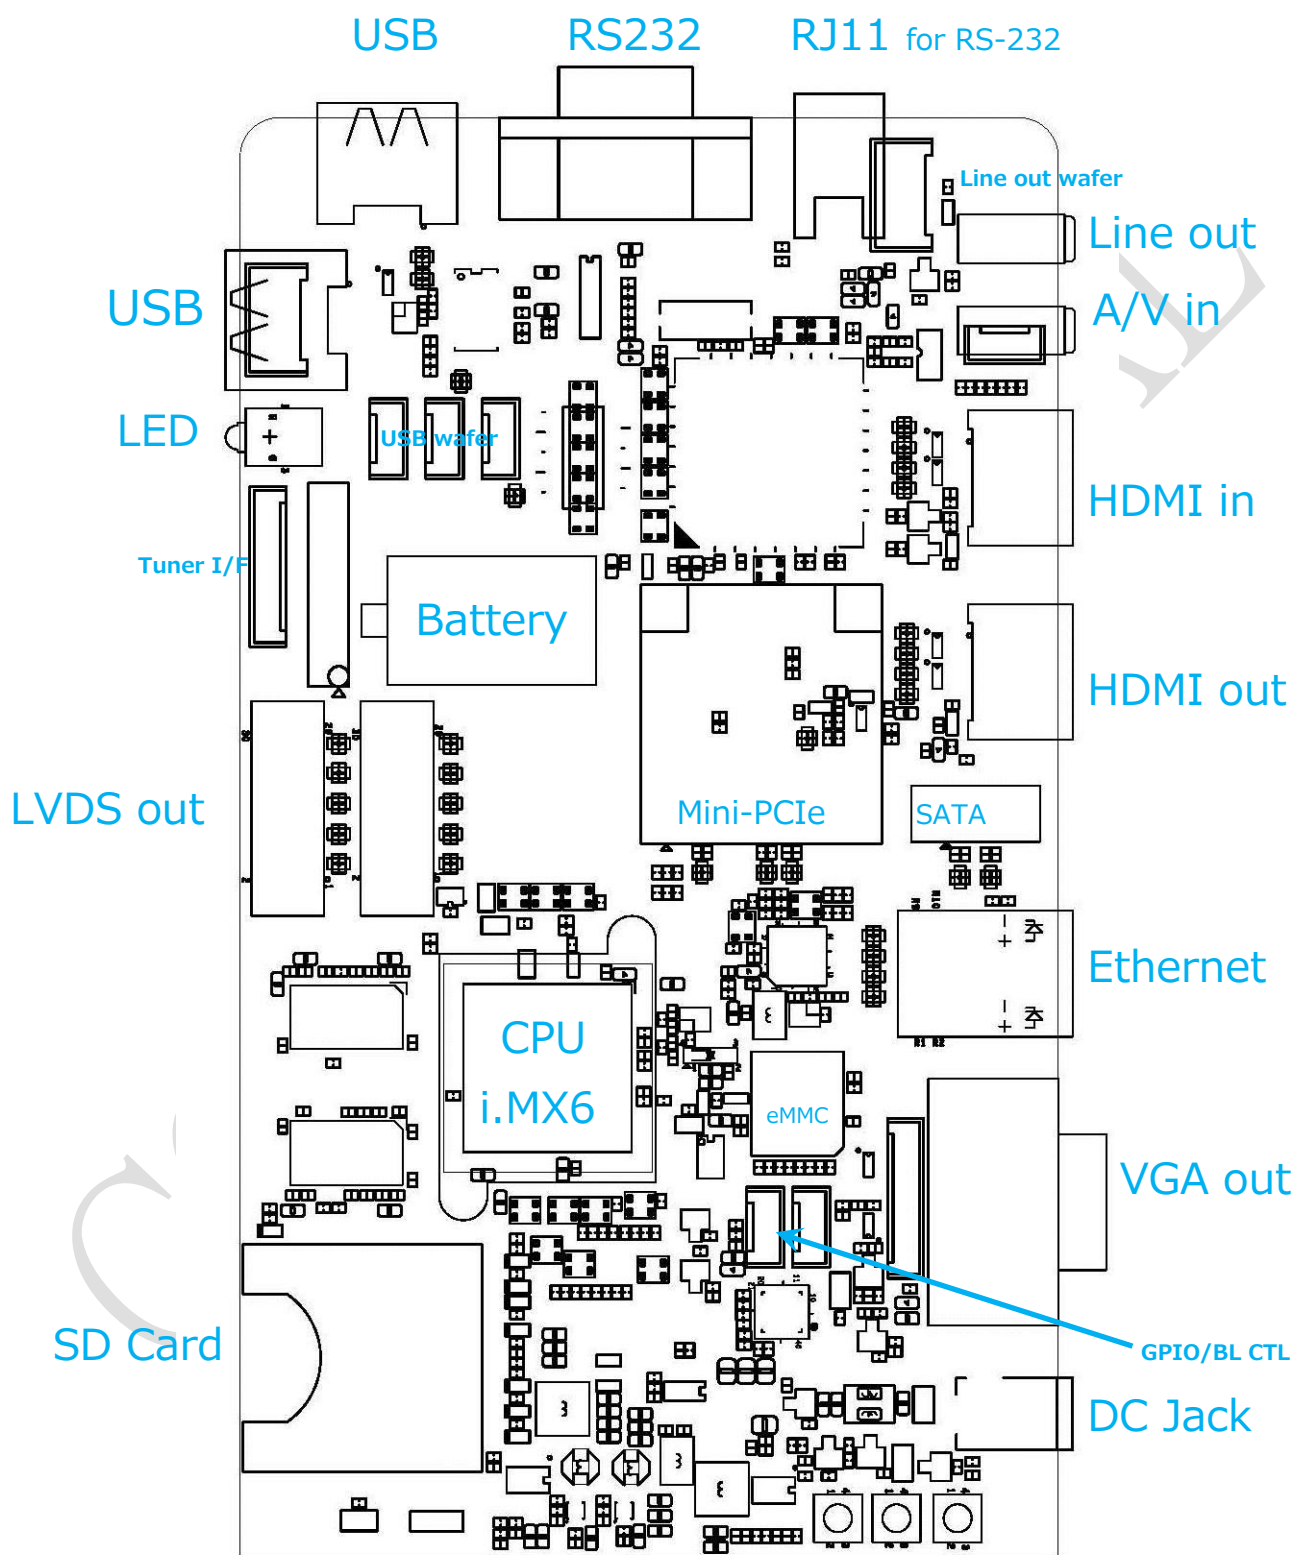 USB
RS232
RJ11 for RS-232
Line out wafer
Line out
USB
A/V in
LED
USB wafer
HDMI in
Tuner I/F
Battery
HDMI out
LVDS out
Mini-PCIe
SATA
Ethernet
CPU
i.MX6
eMMC
VGA out
SD Card
GPIO/BL CTL
DC Jack